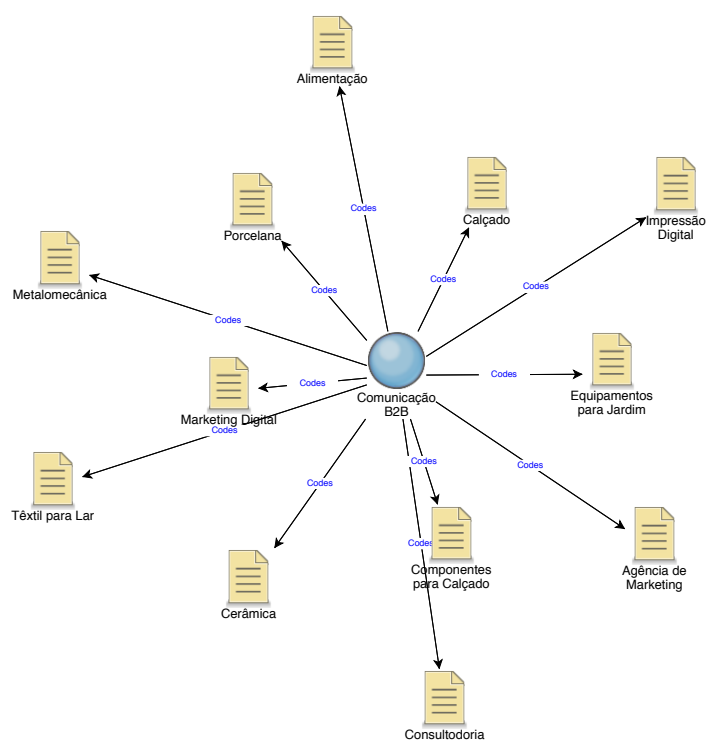 Alimentação
Codes
Calçado
Impressão
Digital
Porcelana
Codes
Codes
Codes
Metalomecânica
Codes
Codes
Codes
Comunicação
B2B
Equipamentos
para Jardim
Marketing Digital
Codes
Codes
Codes
Codes
Têxtil para Lar
Codes
Componentes
para Calçado
Agência de
Marketing
Cerâmica
Consultodoria